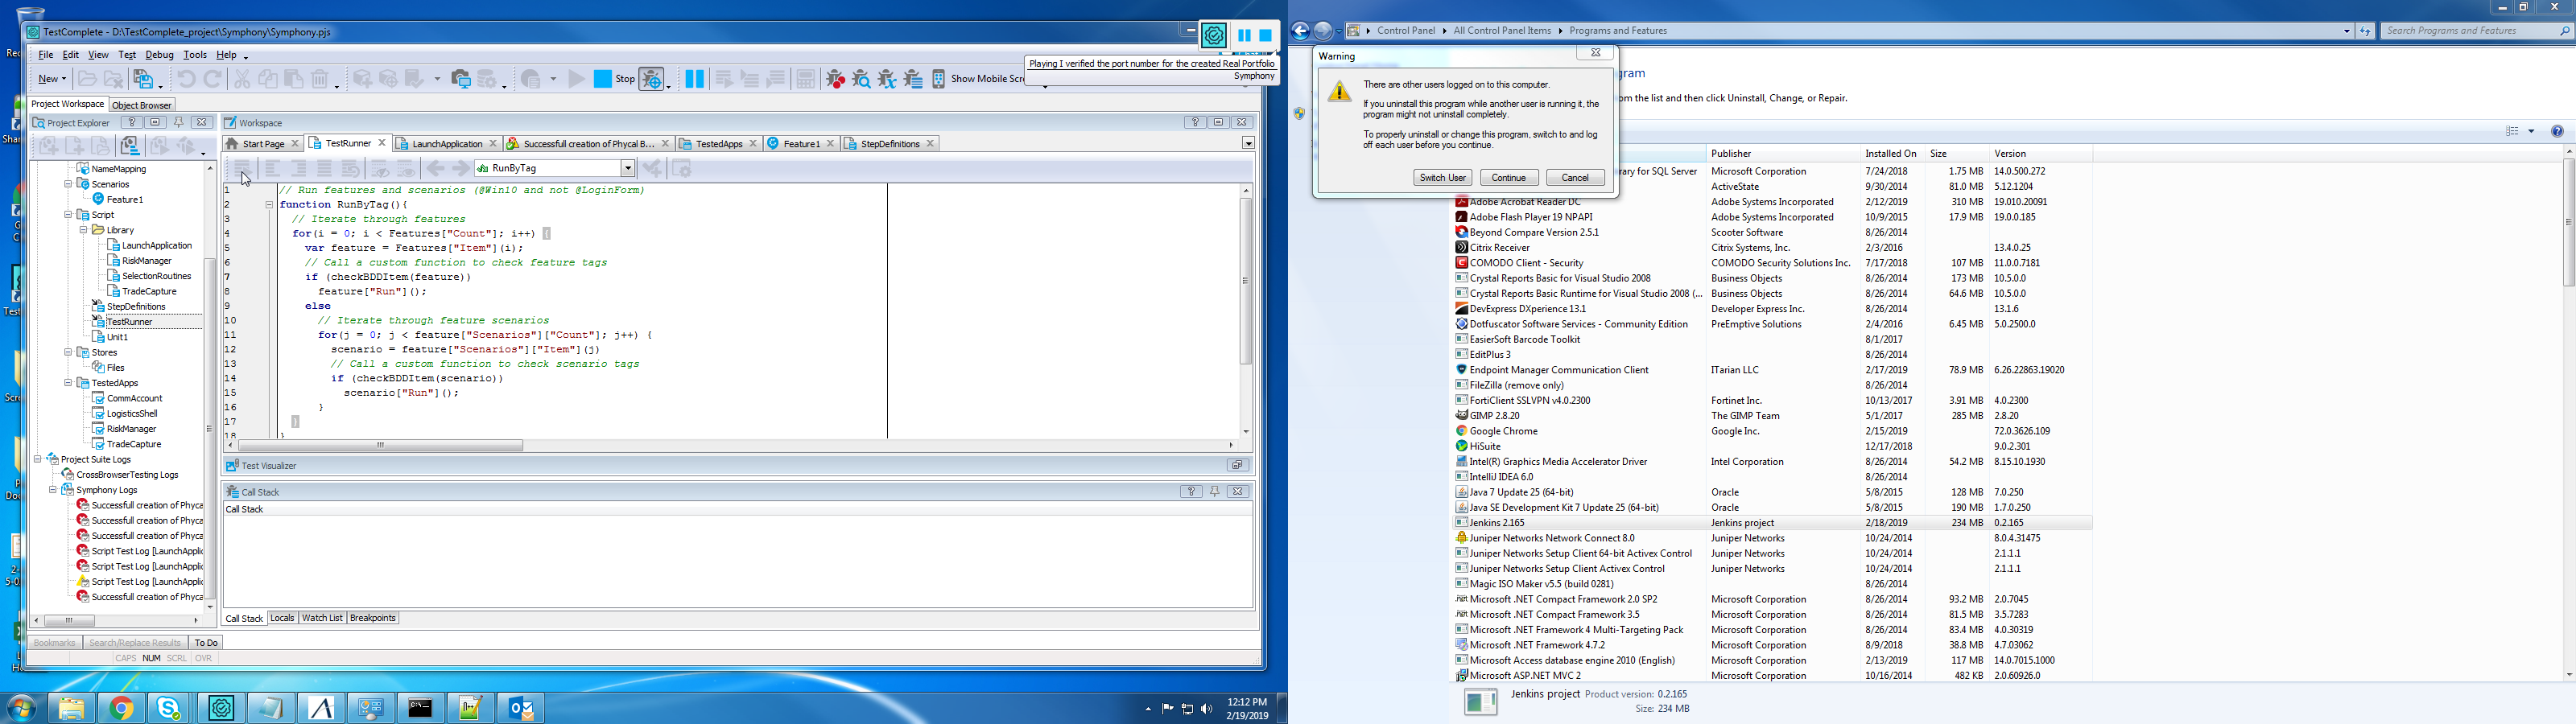 TestComplete - D:\TestComplete_project\Symphony\Symphony.pjs
File Edit View Test Debug Tools Help
Playing I verified the port number for the created Real Portfolio
Symphony
New
Stop
Show Mobile Scre
Project Workspace Object Browser
Project Explorer
Workspace
Start Page TestRunner LaunchApplication Successfull creation of Phycal B... TestedApps Feature1 StepDefinitions
RunByTag
NameMapping
Scenarios
Feature1
Script
Library
LaunchApplication
RiskManager
SelectionRoutines
TradeCapture
StepDefinitions
TestRunner
Unit1
Stores
Files
TestedApps
CommAccount
LogisticsShell
RiskManager
TradeCapture
Project Suite Logs
CrossBrowserTesting Logs
Symphony Logs
Successfull creation of Phyca
Successfull creation of Phyca
Successfull creation of Phyca
Script Test Log [LaunchApplic
Script Test Log [LaunchApplic
Script Test Log [LaunchApplic
Successfull creation of Phyca
1 // Run features and scenarios (@Win10 and not @LoginForm)
2 function RunByTag(){
3 // Iterate through features
4 for(i = 0; i < Features["Count"]; i++) {
5 var feature = Features["Item"](i);
6 // Call a custom function to check feature tags
7 if (checkBDDItem(feature))
8 feature["Run"]();
9 else
10 // Iterate through feature scenarios
11 for(j = 0; j < feature["Scenarios"]["Count"]; j++) {
12 scenario = feature["Scenarios"]["Item"](j)
13 // Call a custom function to check scenario tags
14 if (checkBDDItem(scenario))
15 scenario["Run"]();
16 }
17 }
18 }
Test Visualizer
Call Stack
Call Stack
Call Stack Locals Watch List Breakpoints
Bookmarks Search/Replace Results To Do
CAPS NUM SCRL OVR
12:12 PM
2/19/2019
Control Panel All Control Panel Items Programs and Features
Search Programs and Features
Warning
There are other users logged on to this computer.
If you uninstall this program while another user is running it, the
program might not uninstall completely.
To properly uninstall or change this program, switch to and log
off each user before you continue.
Switch User Continue Cancel
gram
om the list and then click Uninstall, Change, or Repair.
Publisher Installed On Size Version
rary for SQL Server Microsoft Corporation 7/24/2018 1.75 MB 14.0.500.272
ActiveState 9/30/2014 81.0 MB 5.12.1204
Adobe Acrobat Reader DC Adobe Systems Incorporated 2/12/2019 310 MB 19.010.20091
Adobe Flash Player 19 NPAPI Adobe Systems Incorporated 10/9/2015 17.9 MB 19.0.0.185
Beyond Compare Version 2.5.1 Scooter Software 8/26/2014
Citrix Receiver Citrix Systems, Inc. 2/3/2016 13.4.0.25
COMODO Client - Security COMODO Security Solutions Inc. 7/17/2018 107 MB 11.0.0.7181
Crystal Reports Basic for Visual Studio 2008 Business Objects 8/26/2014 173 MB 10.5.0.0
Crystal Reports Basic Runtime for Visual Studio 2008 (... Business Objects 8/26/2014 64.6 MB 10.5.0.0
DevExpress DXperience 13.1 Developer Express Inc. 8/26/2014 13.1.6
Dotfuscator Software Services - Community Edition PreEmptive Solutions 2/4/2016 6.45 MB 5.0.2500.0
EasierSoft Barcode Toolkit 8/1/2017
EditPlus 3 8/26/2014
Endpoint Manager Communication Client ITarian LLC 2/17/2019 78.9 MB 6.26.22863.19020
FileZilla (remove only) 8/26/2014
FortiClient SSLVPN v4.0.2300 Fortinet Inc. 10/13/2017 3.91 MB 4.0.2300
GIMP 2.8.20 The GIMP Team 5/1/2017 285 MB 2.8.20
Google Chrome Google Inc. 2/15/2019 72.0.3626.109
HiSuite 12/17/2018 9.0.2.301
Intel(R) Graphics Media Accelerator Driver Intel Corporation 8/26/2014 54.2 MB 8.15.10.1930
IntelliJ IDEA 6.0 8/26/2014
Java 7 Update 25 (64-bit) Oracle 5/8/2015 128 MB 7.0.250
Java SE Development Kit 7 Update 25 (64-bit) Oracle 5/8/2015 190 MB 1.7.0.250
Jenkins 2.165 Jenkins project 2/18/2019 234 MB 0.2.165
Juniper Networks Network Connect 8.0 Juniper Networks 10/24/2014 8.0.4.31475
Juniper Networks Setup Client 64-bit Activex Control Juniper Networks 10/24/2014 2.1.1.1
Juniper Networks Setup Client Activex Control Juniper Networks 10/24/2014 2.1.1.1
Magic ISO Maker v5.5 (build 0281) 8/26/2014
Microsoft .NET Compact Framework 2.0 SP2 Microsoft Corporation 8/26/2014 93.2 MB 2.0.7045
Microsoft .NET Compact Framework 3.5 Microsoft Corporation 8/26/2014 81.5 MB 3.5.7283
Microsoft .NET Framework 4 Multi-Targeting Pack Microsoft Corporation 8/26/2014 83.4 MB 4.0.30319
Microsoft .NET Framework 4.7.2 Microsoft Corporation 8/9/2018 38.8 MB 4.7.03062
Microsoft Access database engine 2010 (English) Microsoft Corporation 2/13/2019 117 MB 14.0.7015.1000
Microsoft ASP.NET MVC 2 Microsoft Corporation 10/16/2014 482 KB 2.0.60926.0
Jenkins project Product version: 0.2.165
Size: 234 MB